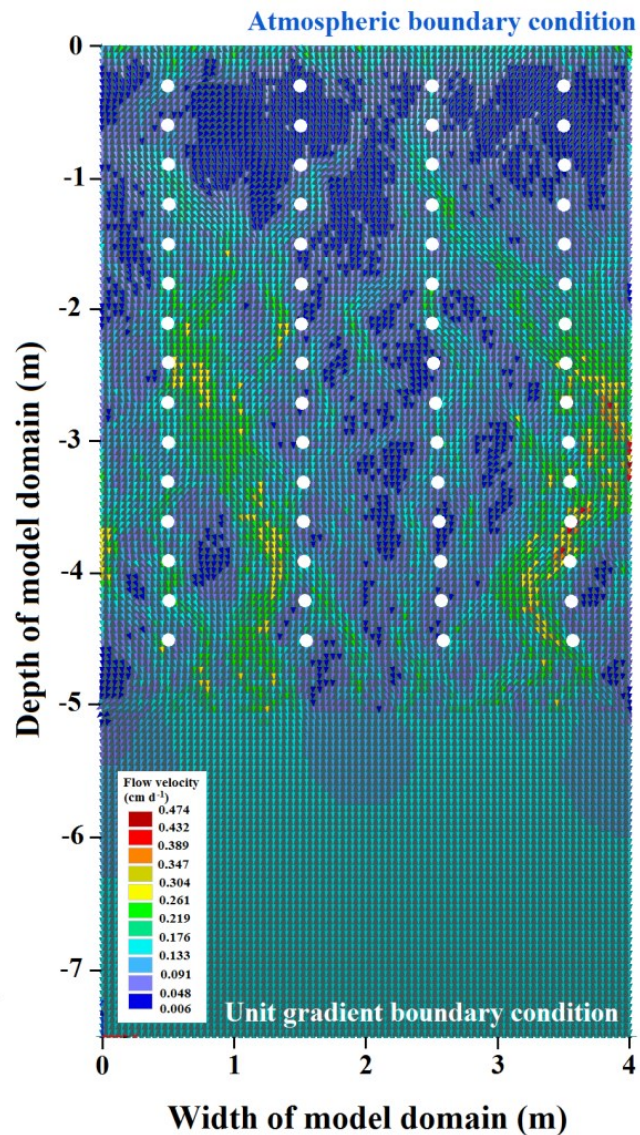 Atmospheric boundary condition
0
-1
-2
-3
-4
-5
-6
-7
Depth of model domain (m)
Flow velocity
(cm d⁻¹)
0.474
0.432
0.389
0.347
0.304
0.261
0.219
0.176
0.133
0.091
0.048
0.006
Unit gradient boundary condition
0 1 2 3 4
Width of model domain (m)